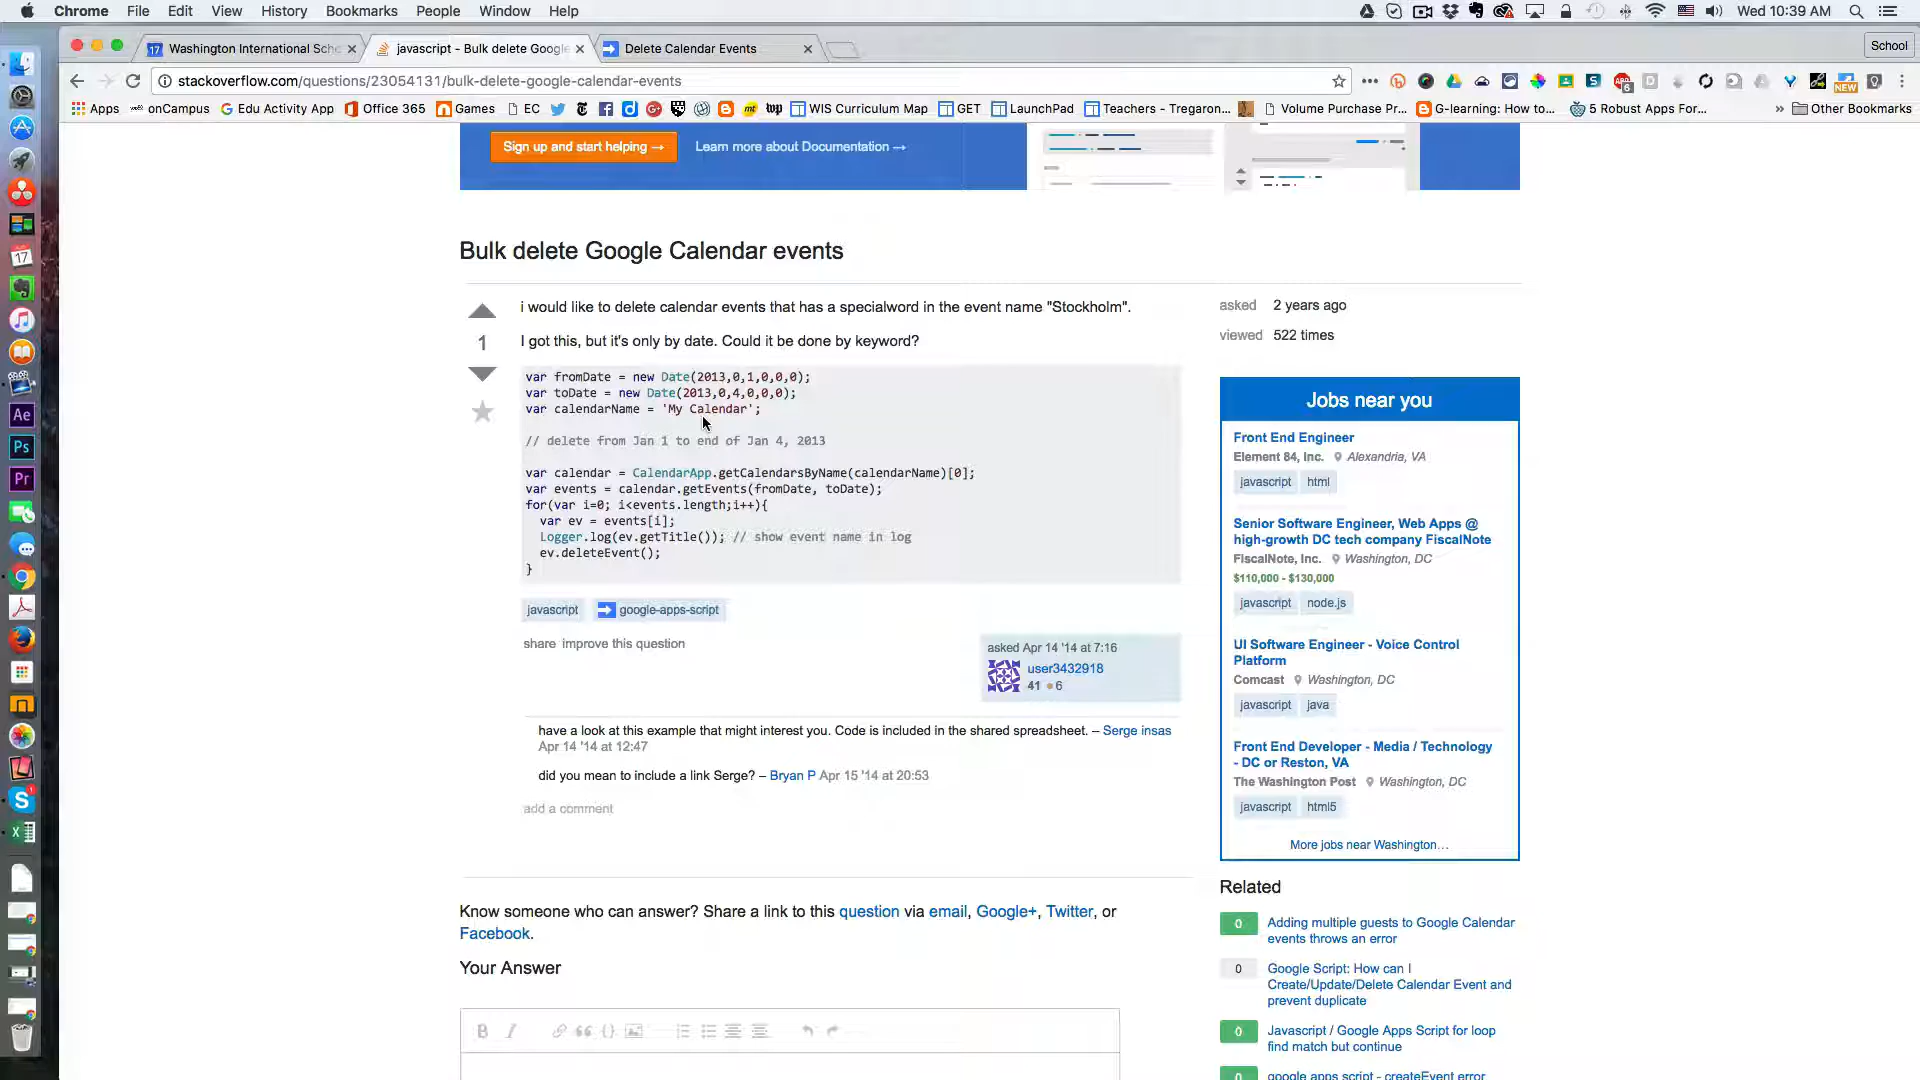 Chrome File Edit View History Bookmarks People Window Help
Wed 10:39 AM
17 Washington International Scho
javascript - Bulk delete Google
Delete Calendar Events
School
stackoverflow.com/questions/23054131/bulk-delete-google-calendar-events
Apps onCampus Edu Activity App Office 365 Games EC WIS Curriculum Map GET LaunchPad Teachers - Tregaron... Volume Purchase Pr... G-learning: How to... 5 Robust Apps For... » Other Bookmarks
Sign up and start helping →
Learn more about Documentation →
Bulk delete Google Calendar events
i would like to delete calendar events that has a specialword in the event name "Stockholm".
1
I got this, but it's only by date. Could it be done by keyword?
var fromDate = new Date(2013,0,1,0,0,0);
var toDate = new Date(2013,0,4,0,0,0);
var calendarName = 'My Calendar';
// delete from Jan 1 to end of Jan 4, 2013
var calendar = CalendarApp.getCalendarsByName(calendarName)[0];
var events = calendar.getEvents(fromDate, toDate);
for(var i=0; i<events.length;i++){
var ev = events[i];
Logger.log(ev.getTitle()); // show event name in log
ev.deleteEvent();
}
javascript google-apps-script
share improve this question
asked Apr 14 '14 at 7:16
user3432918
41 6
have a look at this example that might interest you. Code is included in the shared spreadsheet. – Serge insas
Apr 14 '14 at 12:47
did you mean to include a link Serge? – Bryan P Apr 15 '14 at 20:53
add a comment
Know someone who can answer? Share a link to this question via email, Google+, Twitter, or
Facebook.
Your Answer
B I
asked 2 years ago
viewed 522 times
Jobs near you
Front End Engineer
Element 84, Inc. Alexandria, VA
javascript html
Senior Software Engineer, Web Apps @
high-growth DC tech company FiscalNote
FiscalNote, Inc. Washington, DC
$110,000 - $130,000
javascript node.js
UI Software Engineer - Voice Control
Platform
Comcast Washington, DC
javascript java
Front End Developer - Media / Technology
- DC or Reston, VA
The Washington Post Washington, DC
javascript html5
More jobs near Washington…
Related
0 Adding multiple guests to Google Calendar
events throws an error
0 Google Script: How can I
Create/Update/Delete Calendar Event and
prevent duplicate
0 Javascript / Google Apps Script for loop
find match but continue
0 google apps script - createEvent error
17
Ae
Ps
Pr